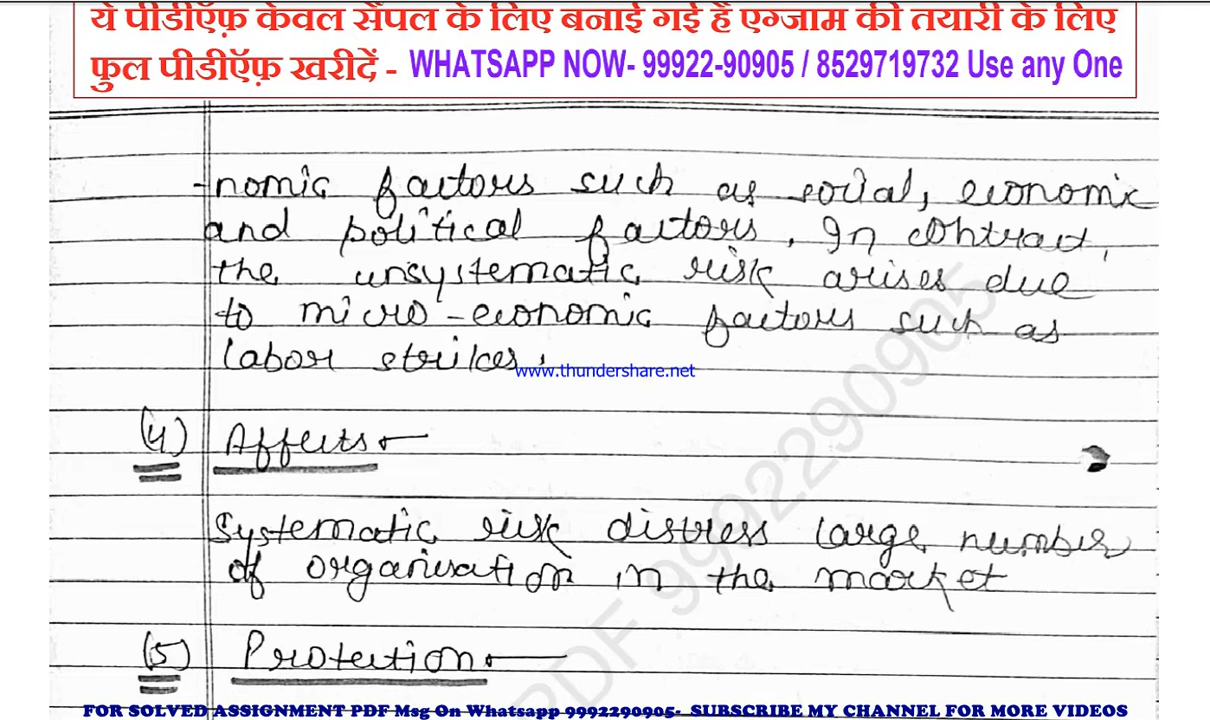 ये पीडीऍफ़ केवल सैंपल के लिए बनाई गई हैं एग्जाम की तयारी के लिए
फुल पीडीऍफ़ खरीदें - WHATSAPP NOW- 99922-90905 / 8529719732 Use any One
-nomic factors such as social, economic
and political factors. In contract,
the unsystematic risk arises due
to micro-economic factors such as
labor strikes.
www.thundershare.net
(4) Affects:-
Systematic risk distress large number
of organisation in the market
(5) Protection:-
PDF 9992290905
FOR SOLVED ASSIGNMENT PDF Msg On Whatsapp 9992290905- SUBSCRIBE MY CHANNEL FOR MORE VIDEOS